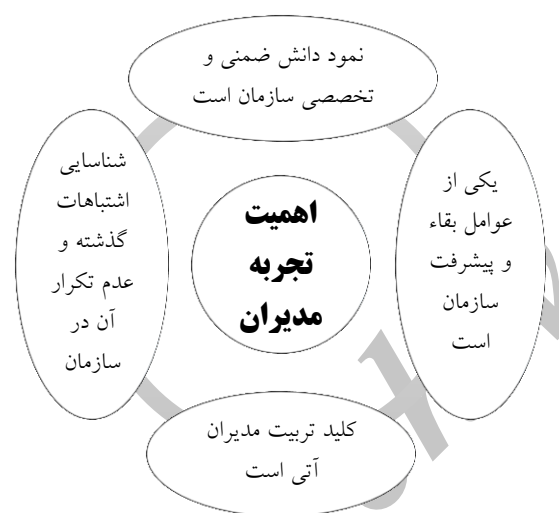 نمود دانش ضمنی و
تخصصی سازمان است
یکی از
عوامل بقاء
و پیشرفت
سازمان
است
اهمیت
تجربه
مدیران
شناسایی
اشتباهات
گذشته و
عدم تکرار
آن در
سازمان
کلید تربیت مدیران
آتی است